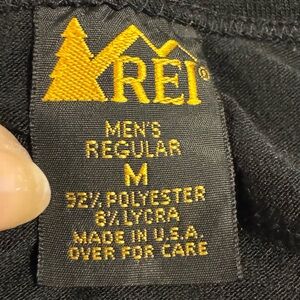 REI®
MEN'S
REGULAR
M
92% POLYESTER
8% LYCRA
MADE IN U.S.A.
OVER FOR CARE